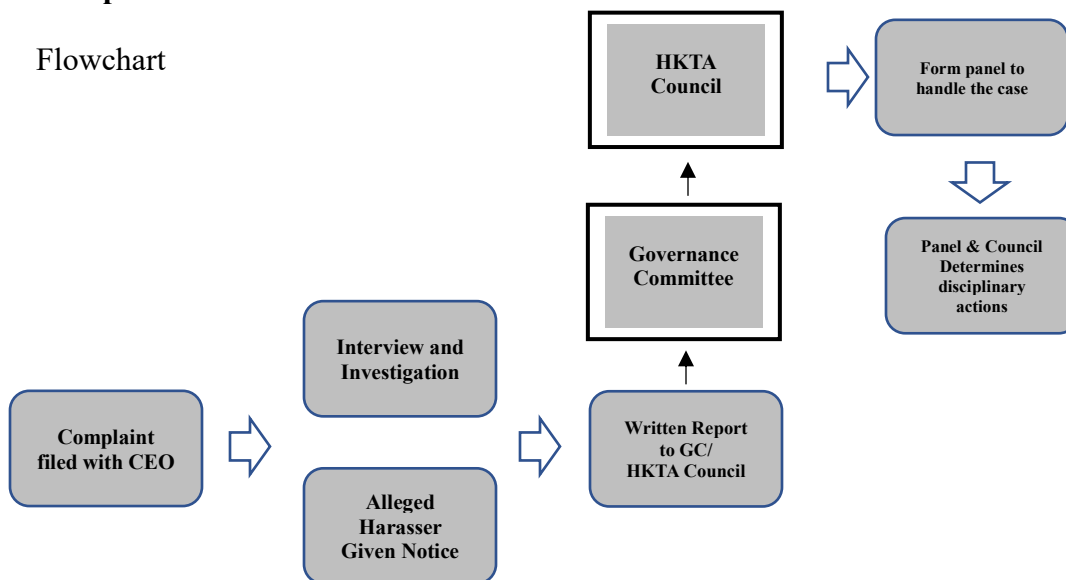 Flowchart
HKTA
Council
Form panel to
handle the case
Governance
Committee
Panel & Council
Determines
disciplinary
actions
Interview and
Investigation
Complaint
filed with CEO
Written Report
to GC/
HKTA Council
Alleged
Harasser
Given Notice